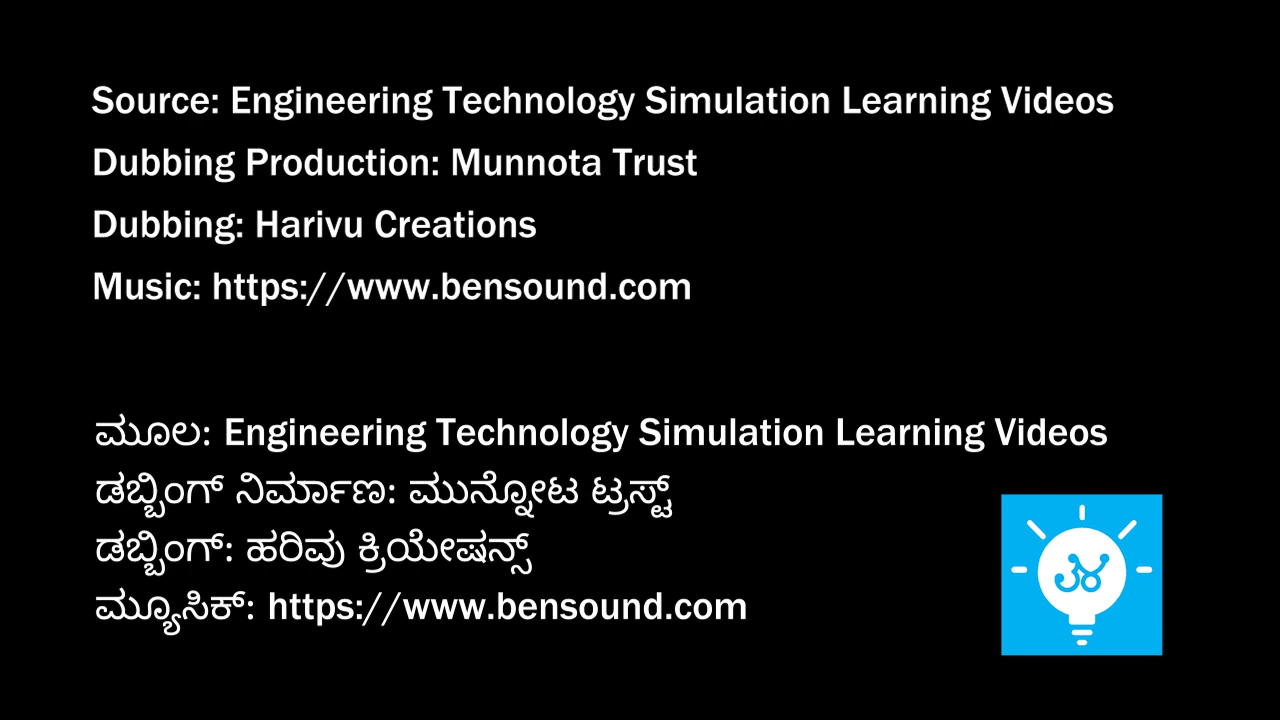 Source: Engineering Technology Simulation Learning Videos
Dubbing Production: Munnota Trust
Dubbing: Harivu Creations
Music: https://www.bensound.com
ಮೂಲ: Engineering Technology Simulation Learning Videos
ಡಬ್ಬಿಂಗ್ ನಿರ್ಮಾಣ: ಮುನ್ನೋಟ ಟ್ರಸ್ಟ್
ಡಬ್ಬಿಂಗ್: ಹರಿವು ಕ್ರಿಯೇಷನ್ಸ್
ಮ್ಯೂಸಿಕ್: https://www.bensound.com